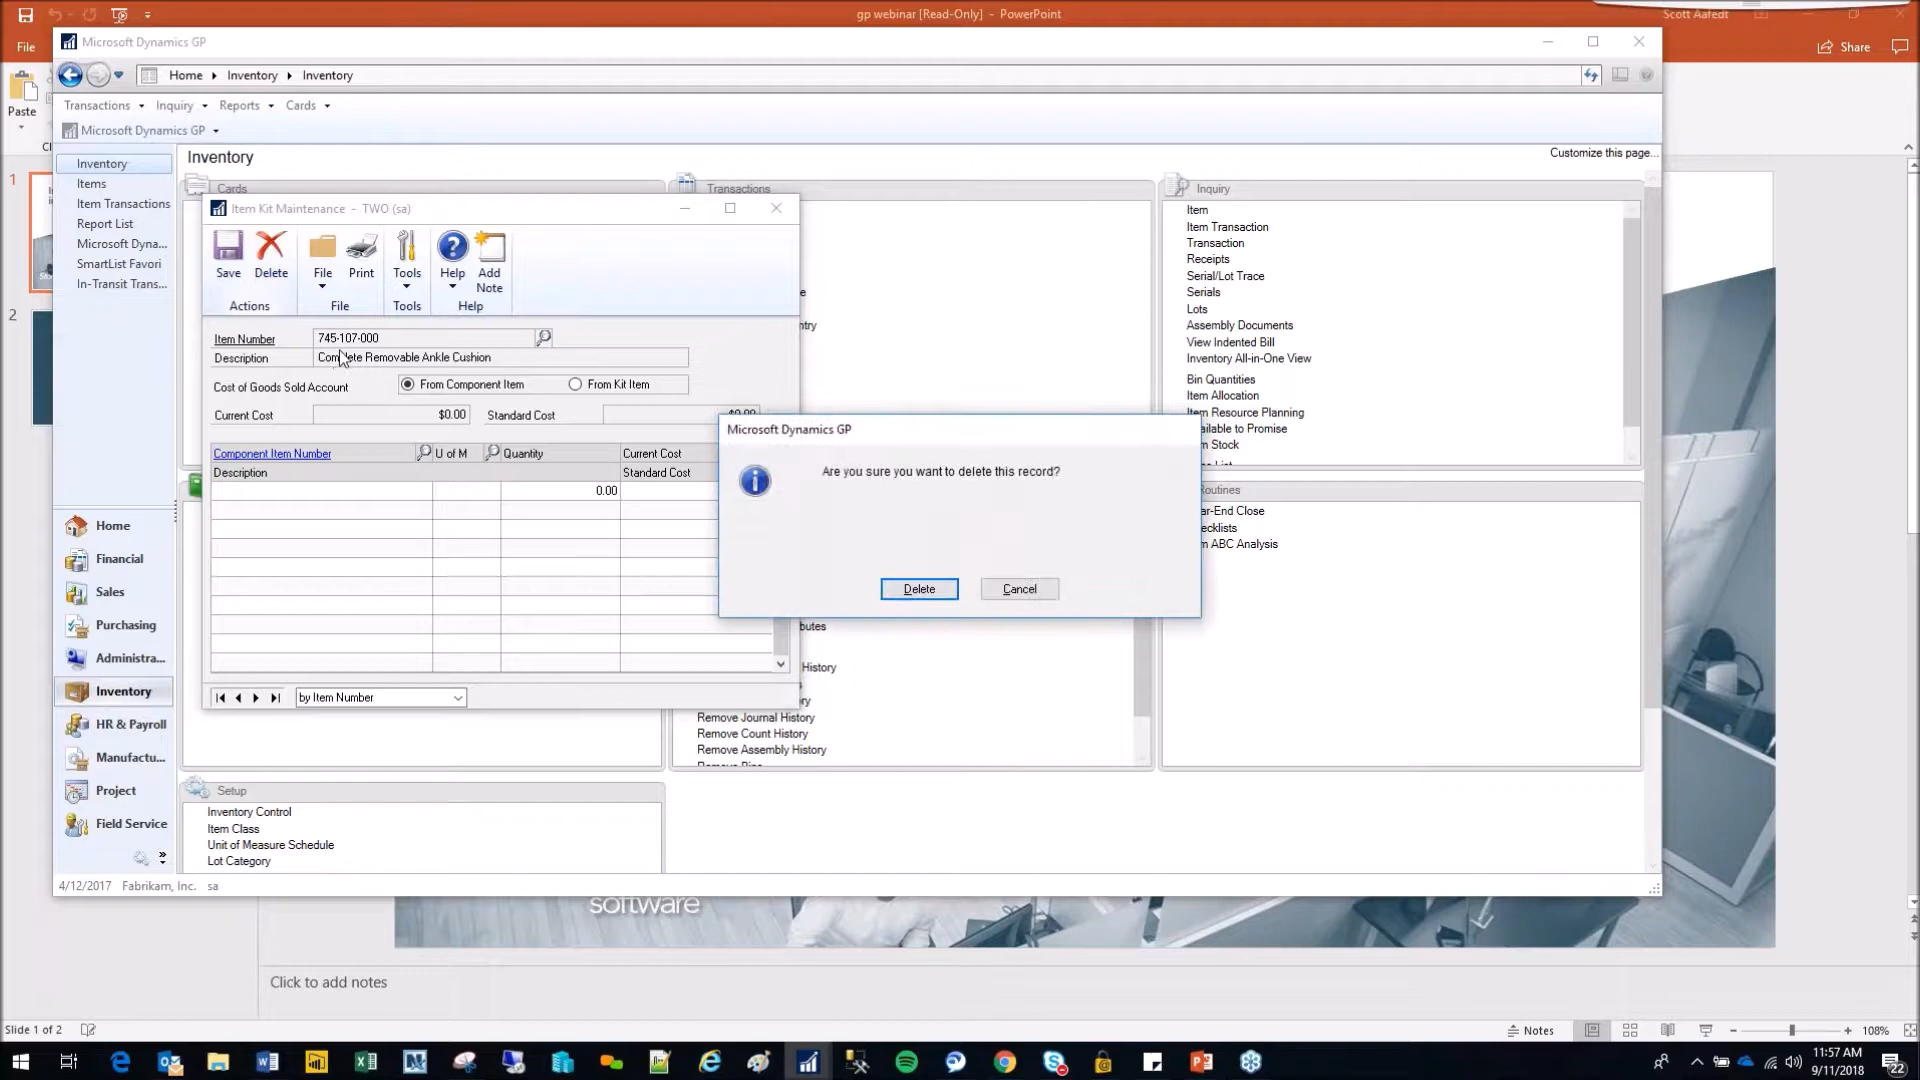 gp webinar [Read-Only] - PowerPoint
Scott Aafedt
File
Share
Paste
Microsoft Dynamics GP
Home
Inventory
Inventory
Transactions
Inquiry
Reports
Cards
Microsoft Dynamics GP
Inventory
Items
Item Transactions
Report List
Microsoft Dyna...
SmartList Favori
In-Transit Trans...
Home
Financial
Sales
Purchasing
Administra...
Inventory
HR & Payroll
Manufactu...
Project
Field Service
Inventory
Customize this page...
Cards
Transactions
Inquiry
Item
Item Transaction
Transaction
Receipts
Serial/Lot Trace
Serials
Lots
Assembly Documents
View Indented Bill
Inventory All-in-One View
Bin Quantities
Item Allocation
Item Resource Planning
ailable to Promise
m Stock
Routines
ar-End Close
ecklists
m ABC Analysis
Item Kit Maintenance - TWO (sa)
Save
Delete
File
Print
Tools
Help
Add Note
Actions
File
Tools
Help
Item Number
745-107-000
Description
Complete Removable Ankle Cushion
Cost of Goods Sold Account
From Component Item
From Kit Item
Current Cost
$0.00
Standard Cost
$0.00
Component Item Number
U of M
Quantity
Current Cost
Description
Standard Cost
0.00
by Item Number
Microsoft Dynamics GP
Are you sure you want to delete this record?
Delete
Cancel
e
ntry
butes
History
s
ry
Remove Journal History
Remove Count History
Remove Assembly History
Setup
Inventory Control
Item Class
Unit of Measure Schedule
Lot Category
4/12/2017
Fabrikam, Inc.
sa
software
1
2
Click to add notes
Slide 1 of 2
Notes
108%
11:57 AM
9/11/2018
22